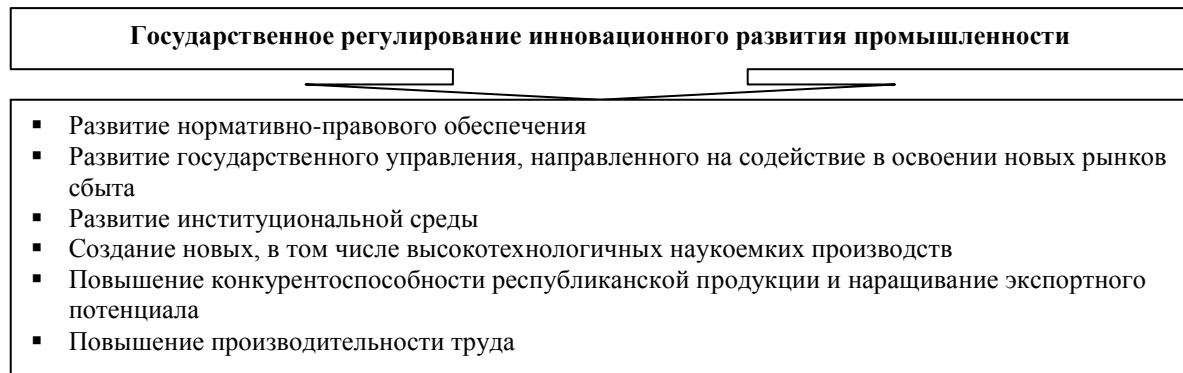 Государственное регулирование инновационного развития промышленности
▪ Развитие нормативно-правового обеспечения
▪ Развитие государственного управления, направленного на содействие в освоении новых рынков
сбыта
▪ Развитие институциональной среды
▪ Создание новых, в том числе высокотехнологичных наукоемких производств
▪ Повышение конкурентоспособности республиканской продукции и наращивание экспортного
потенциала
▪ Повышение производительности труда